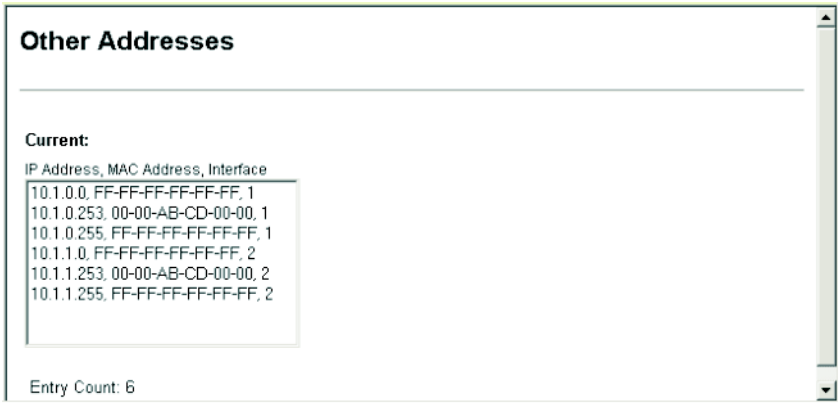 Other Addresses
Current:
IP Address, MAC Address, Interface
10.1.0.0, FF-FF-FF-FF-FF-FF, 1
10.1.0.253, 00-00-AB-CD-00-00, 1
10.1.0.255, FF-FF-FF-FF-FF-FF, 1
10.1.1.0, FF-FF-FF-FF-FF-FF, 2
10.1.1.253, 00-00-AB-CD-00-00, 2
10.1.1.255, FF-FF-FF-FF-FF-FF, 2
Entry Count: 6